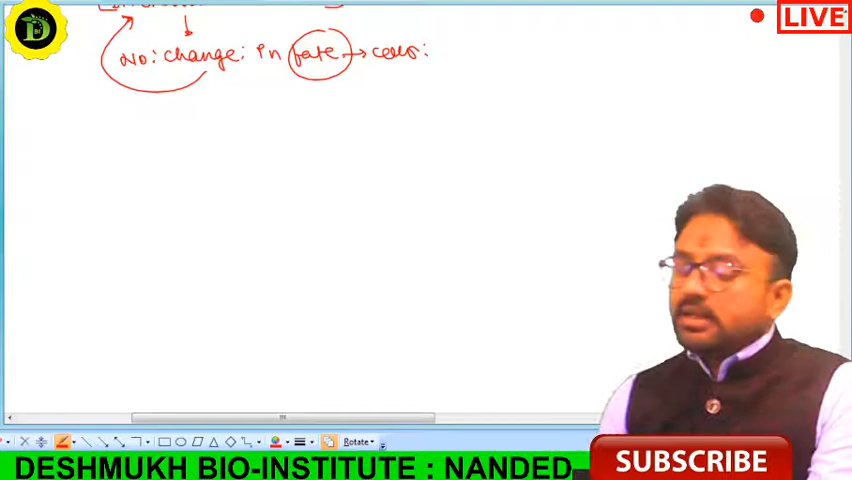 LIVE
No: change: in fate → cells:
Rotate
DESHMUKH BIO-INSTITUTE : NANDED
SUBSCRIBE